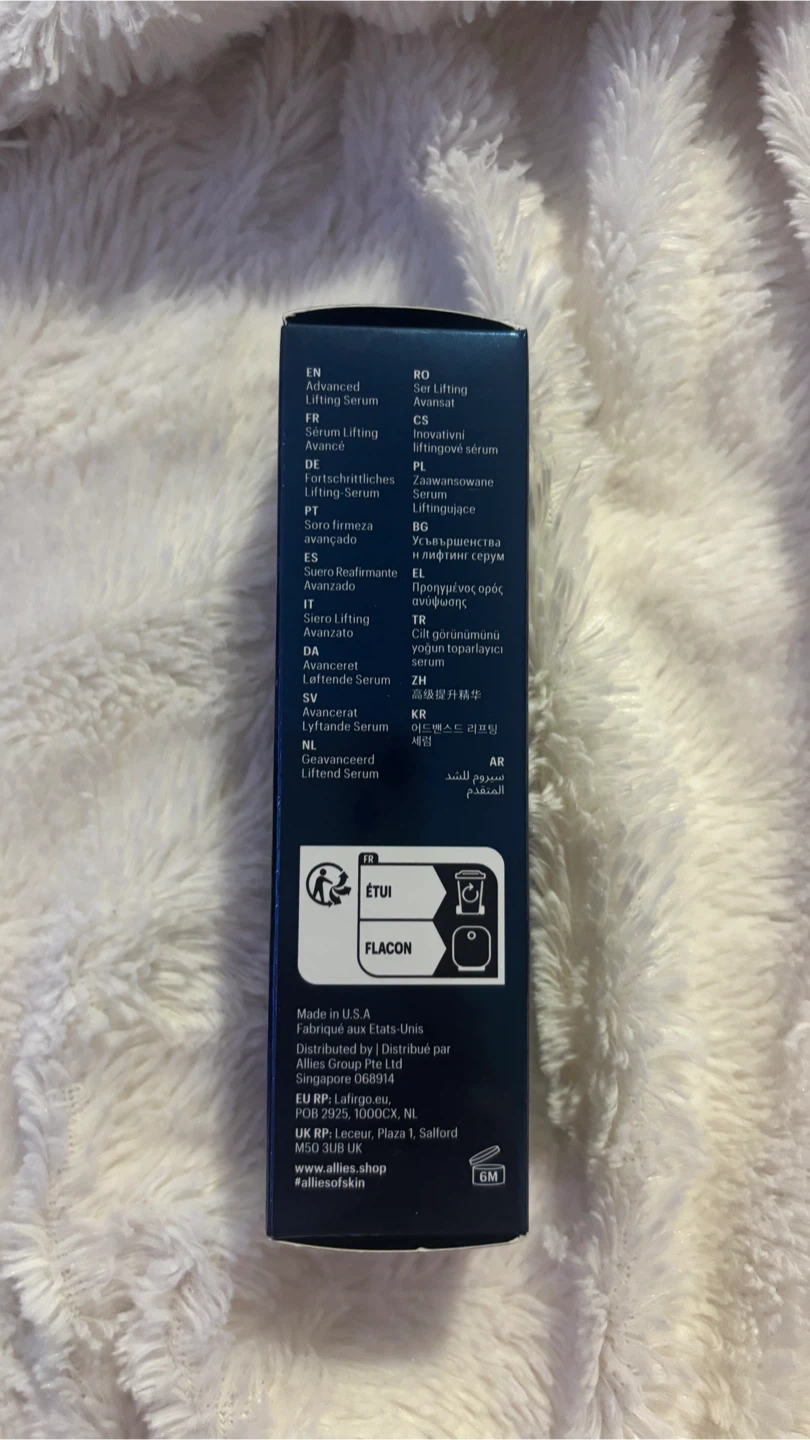 EN
Advanced
Lifting Serum
FR
Sérum Lifting
Avancé
DE
Fortschrittliches
Lifting-Serum
PT
Soro firmeza
avançado
ES
Suero Reafirmante
Avanzado
IT
Siero Lifting
Avanzato
DA
Avanceret
Løftende Serum
SV
Avancerat
Lyftande Serum
NL
Geavanceerd
Liftend Serum
RO
Ser Lifting
Avansat
CS
Inovativní
liftingové sérum
PL
Zaawansowane
Serum
Liftingujące
BG
Усъвършенства
н лифтинг серум
EL
Προηγμένος ορός
ανύψωσης
TR
Cilt görünümünü
yoğun toparlayıcı
serum
ZH
高级提升精华
KR
어드밴스드 리프팅
세럼
AR
سيروم للشد
المتقدم
FR
ÉTUI
FLACON
Made in U.S.A
Fabriqué aux Etats-Unis
Distributed by | Distribué par
Allies Group Pte Ltd
Singapore 068914
EU RP: Lafirgo.eu,
POB 2925, 1000CX, NL
UK RP: Leceur, Plaza 1, Salford
M50 3UB UK
www.allies.shop
#alliesofskin
6M